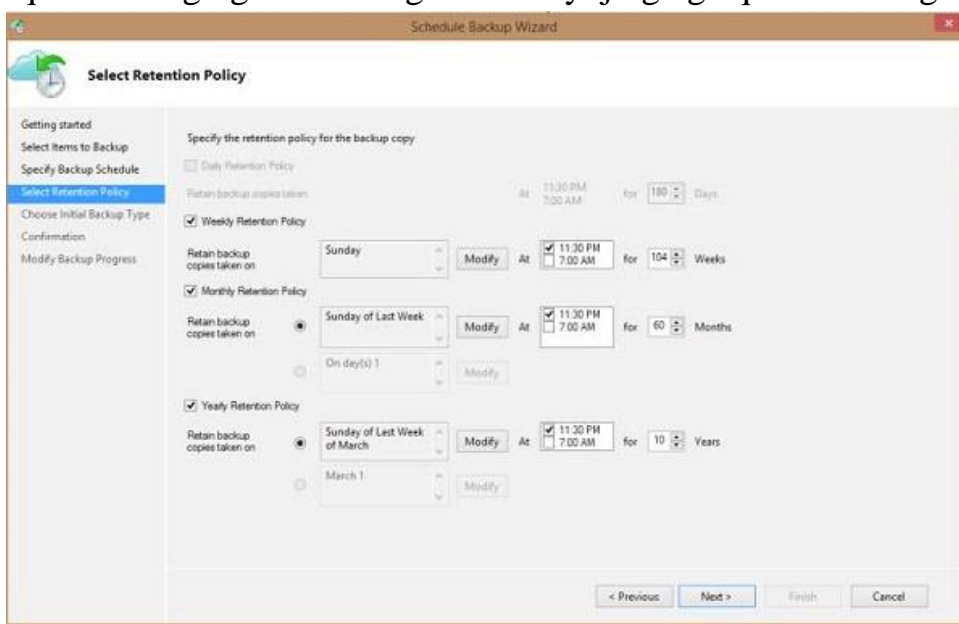 Schedule Backup Wizard
Select Retention Policy
Getting started
Select Items to Backup
Specify Backup Schedule
Select Retention Policy
Choose Initial Backup Type
Confirmation
Modify Backup Progress
Specify the retention policy for the backup copy
Daily Retention Policy
Retain backup copies taken At 11:30 PM for 180 Days
7:00 AM
Weekly Retention Policy
Retain backup copies taken on Sunday Modify At 11:30 PM for 104 Weeks
7:00 AM
Monthly Retention Policy
Retain backup copies taken on Sunday of Last Week Modify At 11:30 PM for 60 Months
7:00 AM
On day(s) 1 Modify
Yearly Retention Policy
Retain backup copies taken on Sunday of Last Week of March Modify At 11:30 PM for 10 Years
7:00 AM
March 1 Modify
< Previous Next > Finish Cancel